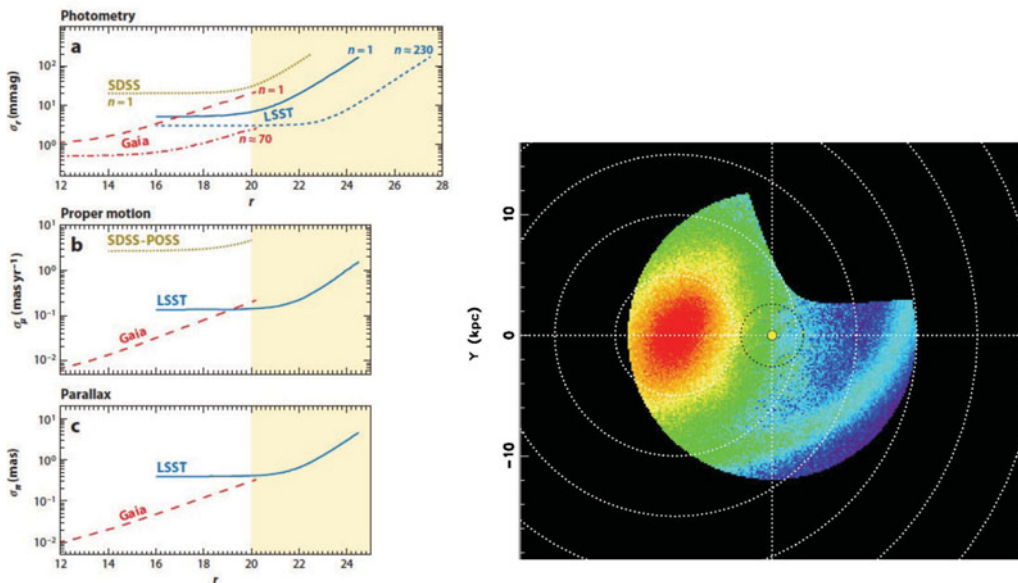 Photometry
a
n = 1
n ≈ 230
SDSS
n = 1
n = 1
LSST
Gaia
n ≈ 70
σr (mmag)
10²
10¹
10⁰
12 14 16 18 20 22 24 26 28
r
Proper motion
b
SDSS-POSS
LSST
Gaia
σμ (mas yr⁻¹)
10¹
10⁰
10⁻¹
10⁻²
Parallax
c
LSST
Gaia
σπ (mas)
10¹
10⁰
10⁻¹
10⁻²
12 14 16 18 20 22 24
r
Y (kpc)
10
0
-10